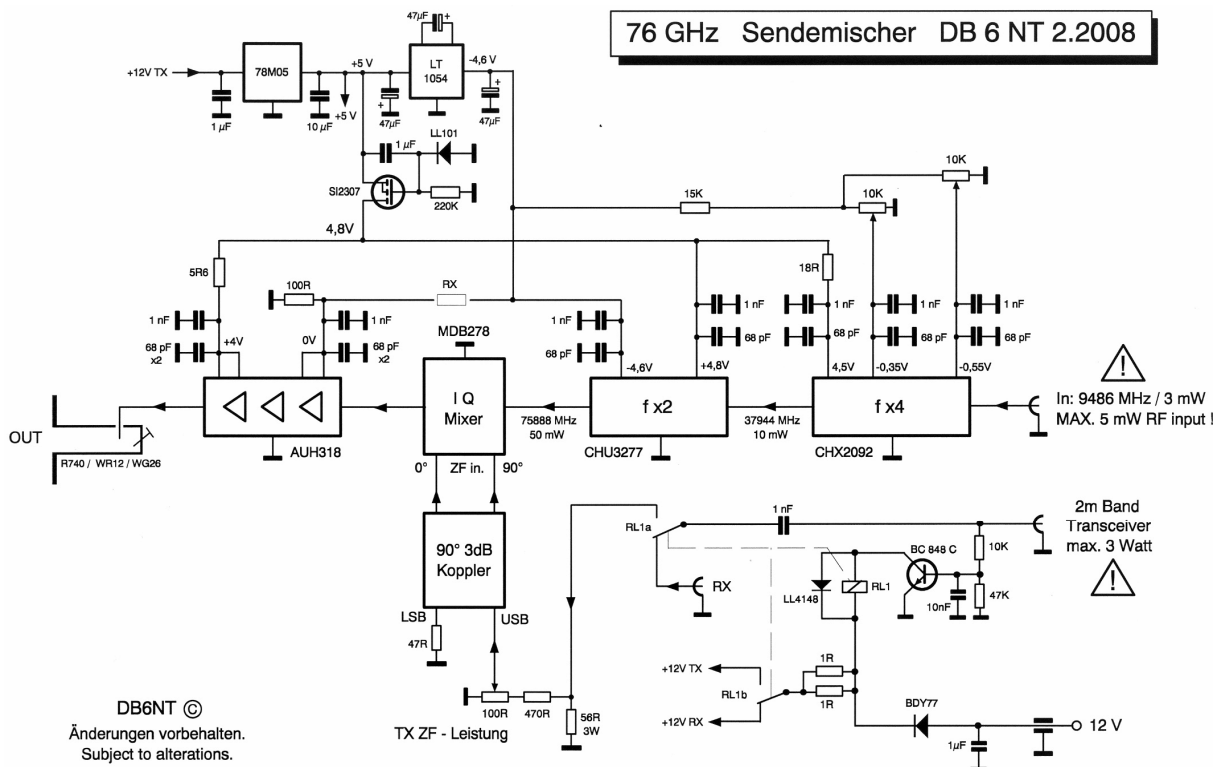 76 GHz Sendemischer DB 6 NT 2.2008
47µF
+12V TX
78M05
+5 V
LT
1054
-4,6 V
+
+
+
1 µF
10 µF
+5 V
47µF
47µF
1 µF
LL101
SI2307
220K
4,8V
15K
10K
10K
5R6
100R
RX
18R
1 nF
+4V
68 pF
x2
1 nF
0V
68 pF
x2
MDB278
1 nF
68 pF
-4,6V
1 nF
68 pF
+4,8V
1 nF
68 pF
4,5V
1 nF
68 pF
-0,35V
1 nF
68 pF
-0,55V
OUT
R740 / WR12 / WG26
AUH318
I Q
Mixer
0° ZF in. 90°
75888 MHz
50 mW
f x2
CHU3277
37944 MHz
10 mW
f x4
CHX2092
!
In: 9486 MHz / 3 mW
MAX. 5 mW RF input !
90° 3dB
Koppler
LSB
USB
47R
100R
470R
56R
3W
TX ZF - Leistung
RL1a
1 nF
RX
2m Band
Transceiver
max. 3 Watt
!
BC 848 C
10K
LL4148
RL1
10nF
47K
+12V TX
RL1b
+12V RX
1R
1R
BDY77
1µF
12 V
DB6NT ©
Änderungen vorbehalten.
Subject to alterations.